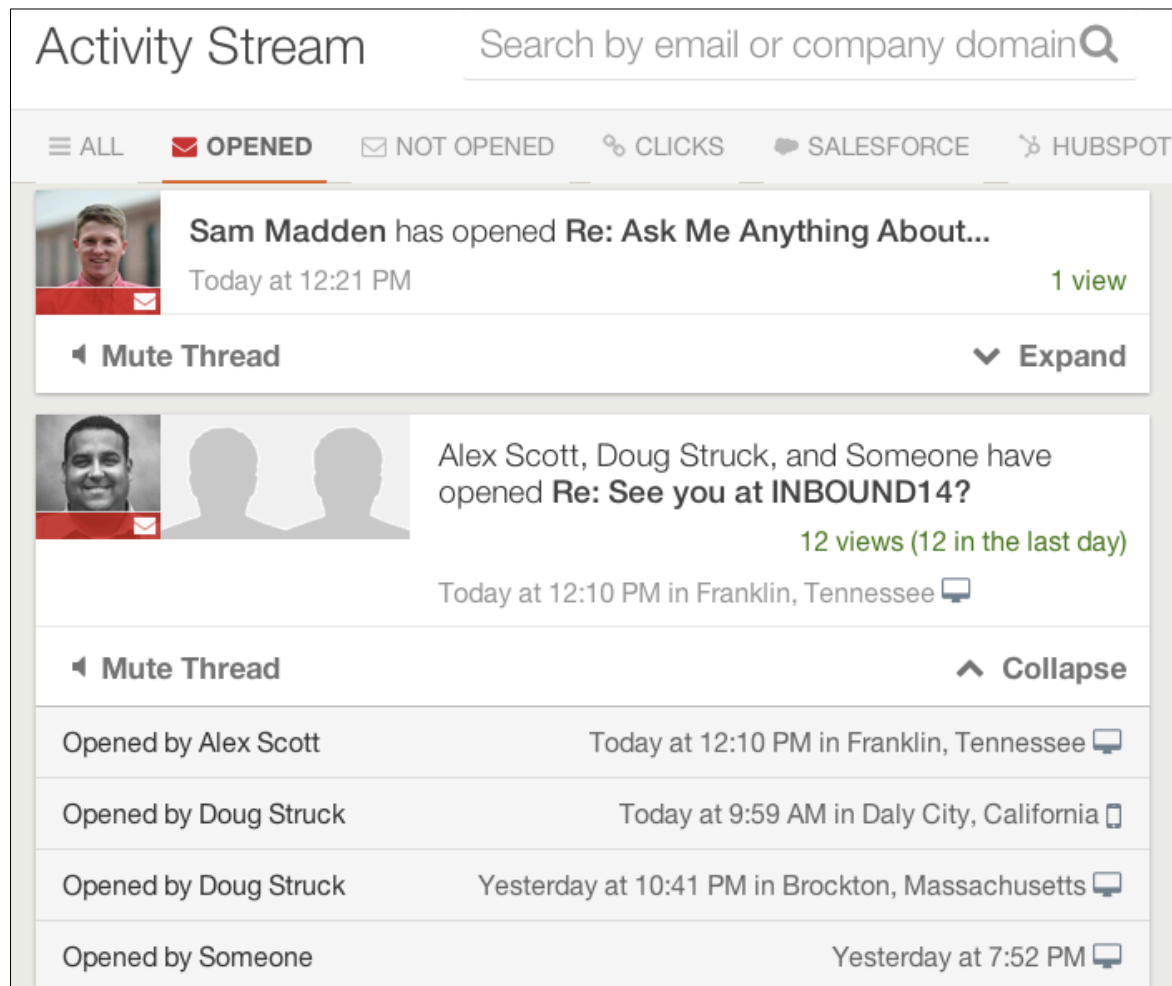 Activity Stream
Search by email or company domain
ALL OPENED NOT OPENED CLICKS SALESFORCE HUBSPOT
Sam Madden has opened Re: Ask Me Anything About...
Today at 12:21 PM 1 view
Mute Thread Expand
Alex Scott, Doug Struck, and Someone have
opened Re: See you at INBOUND14?
12 views (12 in the last day)
Today at 12:10 PM in Franklin, Tennessee
Mute Thread Collapse
Opened by Alex Scott Today at 12:10 PM in Franklin, Tennessee
Opened by Doug Struck Today at 9:59 AM in Daly City, California
Opened by Doug Struck Yesterday at 10:41 PM in Brockton, Massachusetts
Opened by Someone Yesterday at 7:52 PM